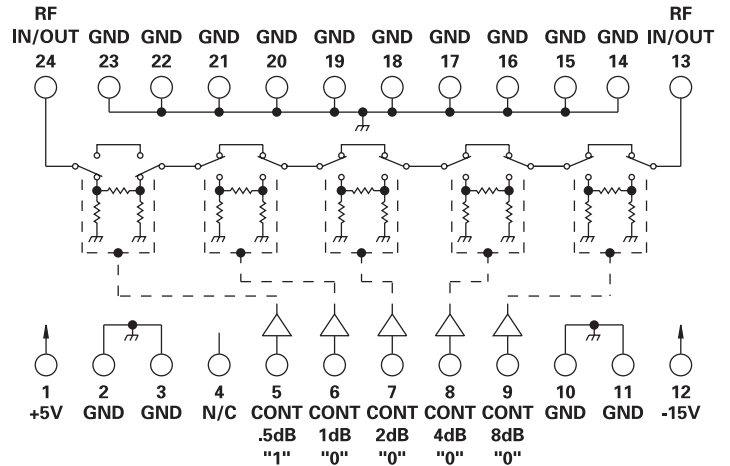 RF RF
IN/OUT GND GND GND GND GND GND GND GND GND GND IN/OUT
24 23 22 21 20 19 18 17 16 15 14 13
1 2 3 4 5 6 7 8 9 10 11 12
+5V GND GND N/C CONT CONT CONT CONT CONT GND GND -15V
.5dB 1dB 2dB 4dB 8dB
"1" "0" "0" "0" "0"